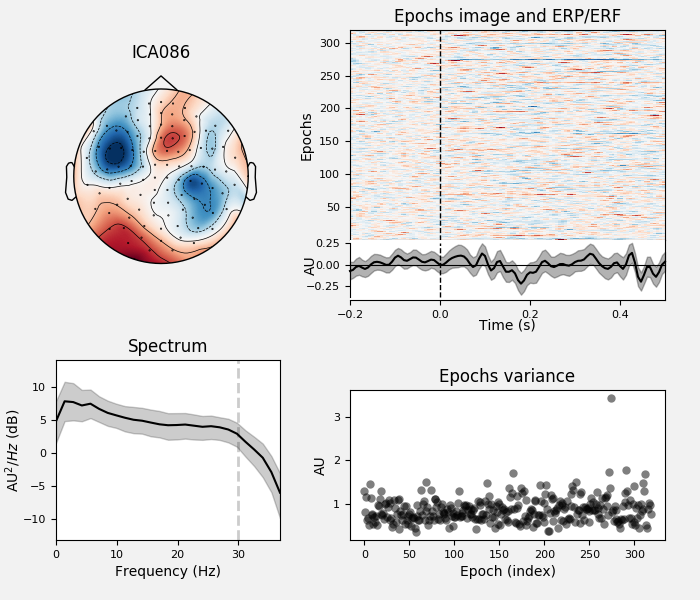 ICA086
Epochs image and ERP/ERF
Epochs
300
250
200
150
100
50
AU
0.25
0.00
−0.25
−0.2
0.0
0.2
0.4
Time (s)
Spectrum
AU²/Hz (dB)
10
5
0
−5
−10
0
10
20
30
Frequency (Hz)
Epochs variance
AU
3
2
1
0
50
100
150
200
250
300
Epoch (index)